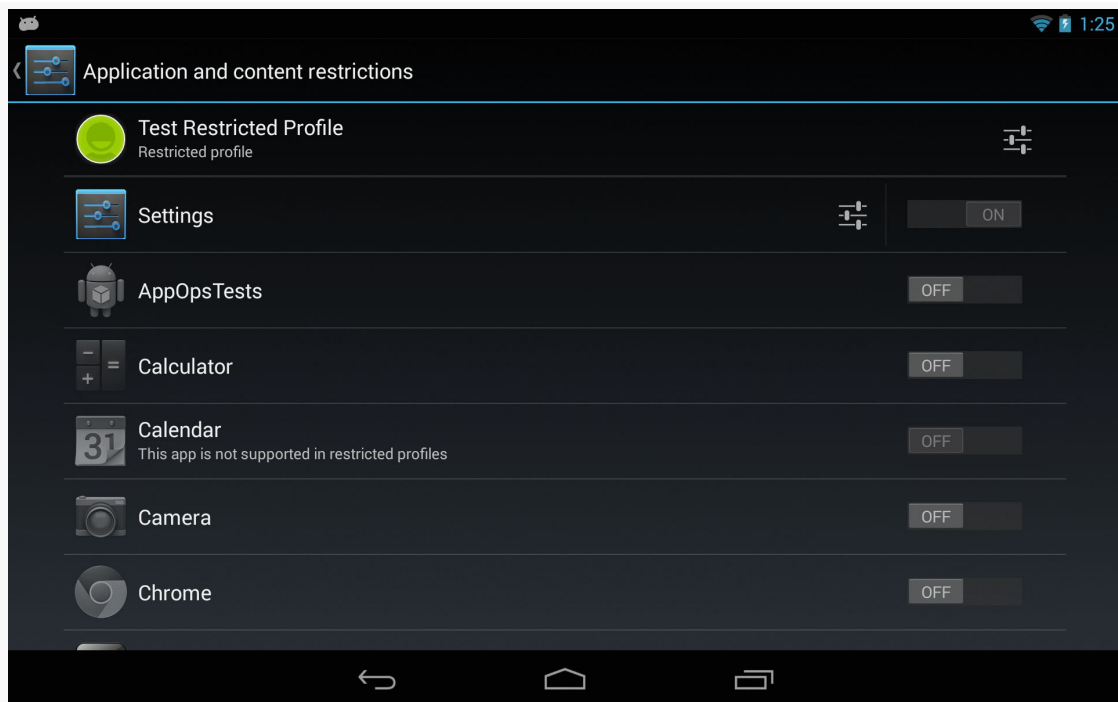 1:25
Application and content restrictions
Test Restricted Profile
Restricted profile
Settings
ON
AppOpsTests
OFF
Calculator
OFF
31
Calendar
This app is not supported in restricted profiles
OFF
Camera
OFF
Chrome
OFF